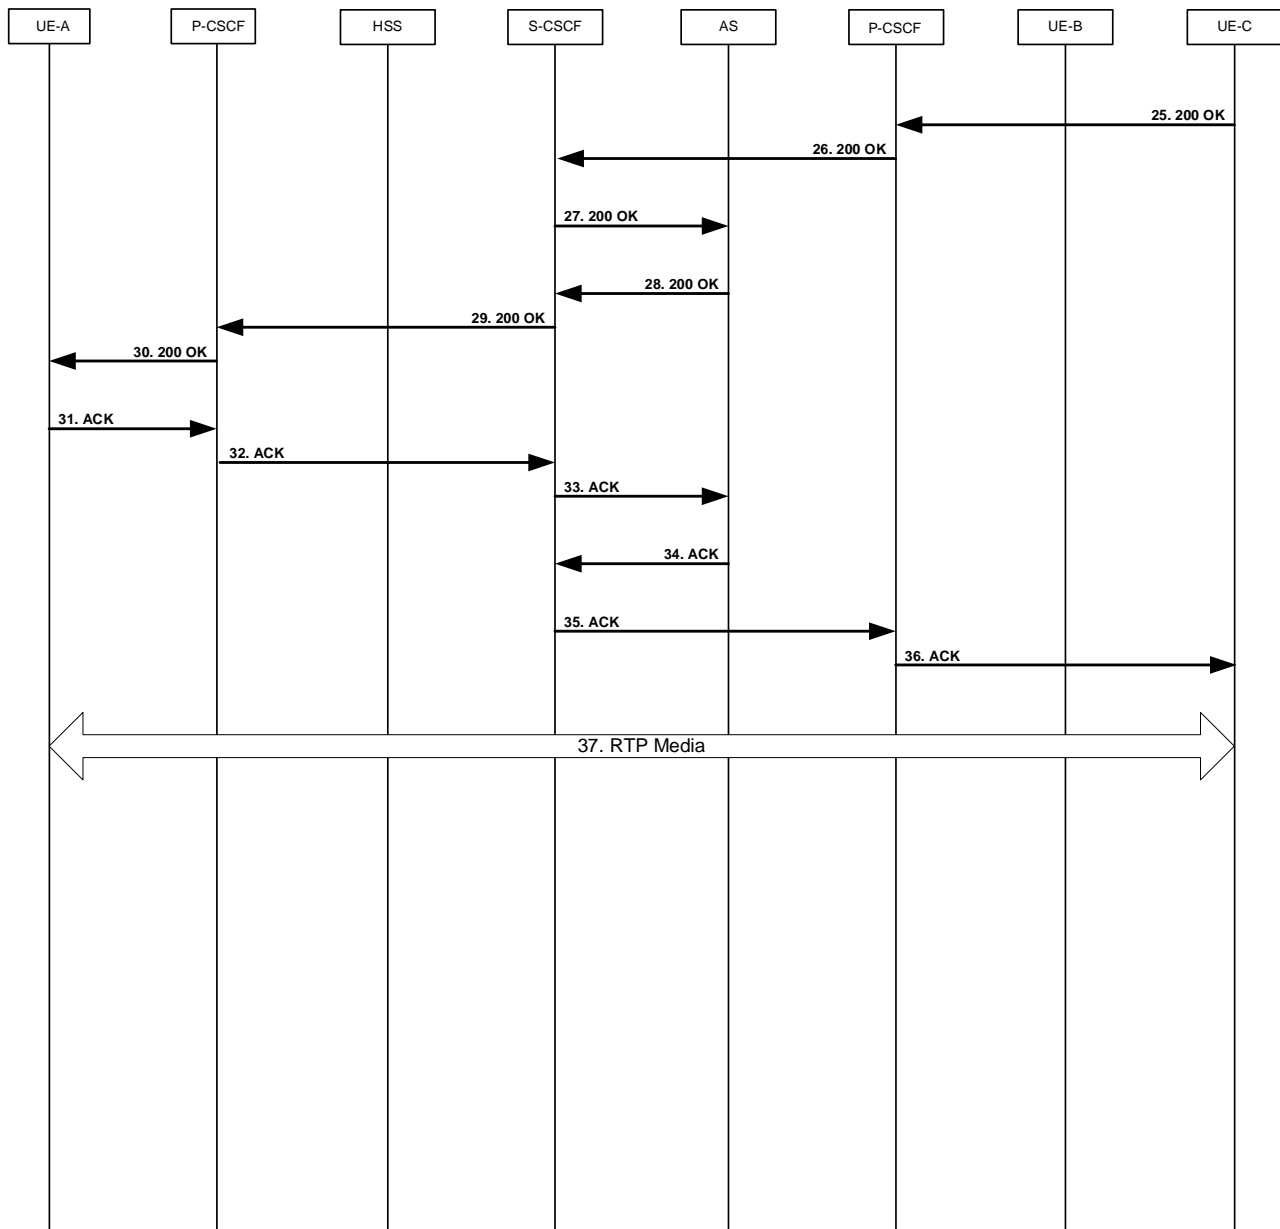 UE-A
P-CSCF
HSS
S-CSCF
AS
P-CSCF
UE-B
UE-C
25. 200 OK
26. 200 OK
27. 200 OK
28. 200 OK
29. 200 OK
30. 200 OK
31. ACK
32. ACK
33. ACK
34. ACK
35. ACK
36. ACK
37. RTP Media